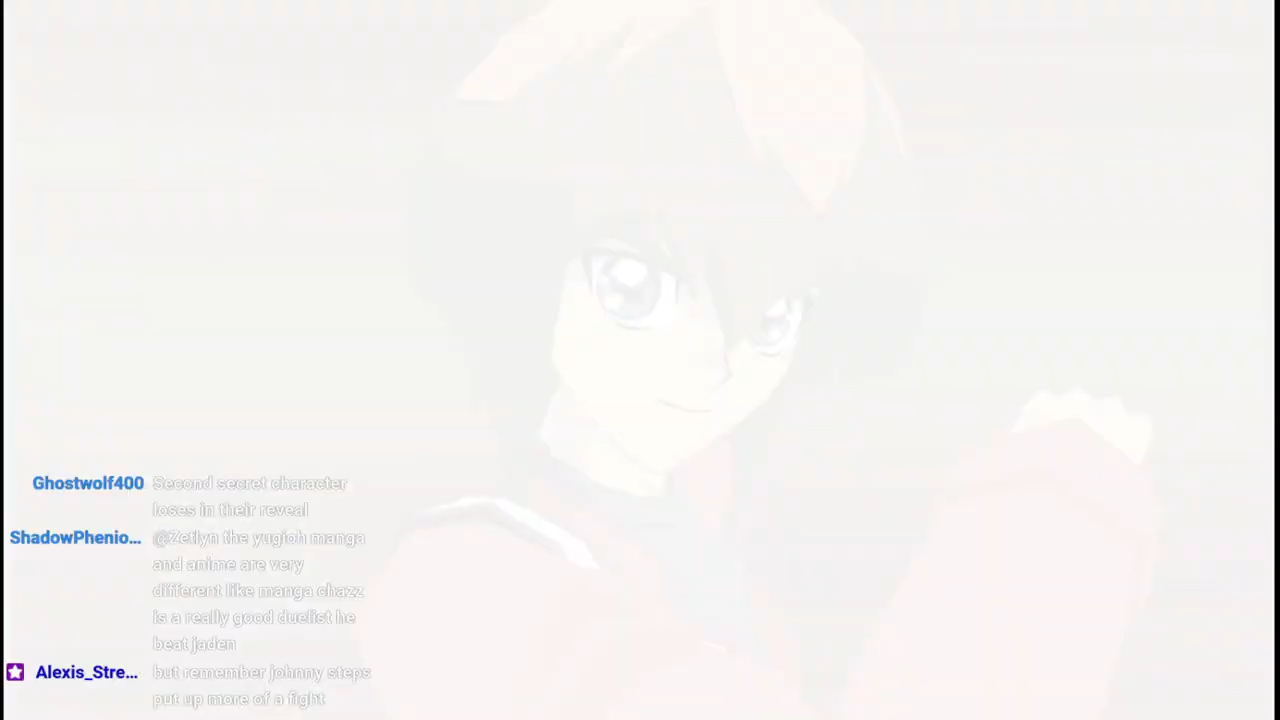 Ghostwolf400 Second secret character
loses in their reveal
ShadowPhenio... @Zetlyn the yugioh manga
and anime are very
different like manga chazz
is a really good duelist he
beat jaden
Alexis_Stre... but remember johnny steps
put up more of a fight